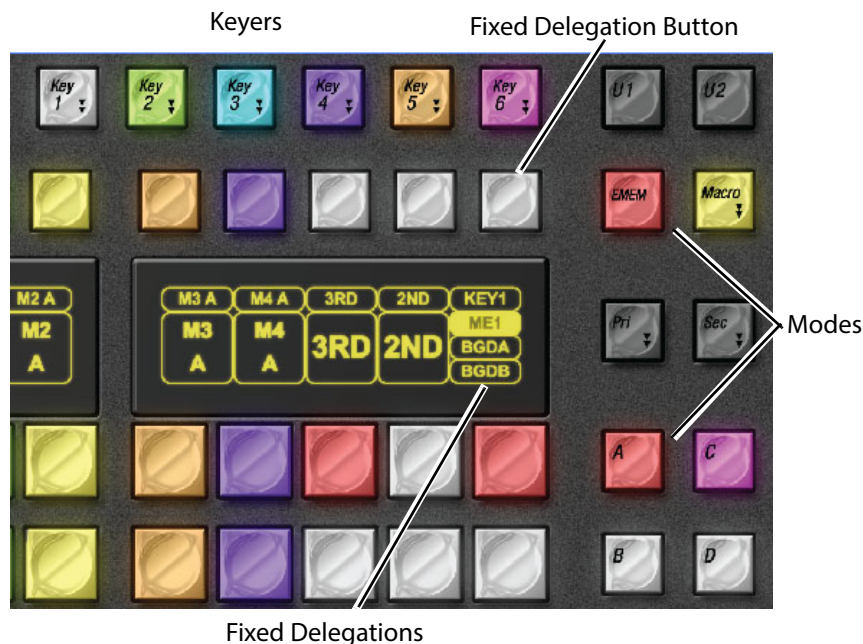 Keyers
Fixed Delegation Button
Key 1
Key 2
Key 3
Key 4
Key 5
Key 6
U1
U2
EMEM
Macro
M2 A
M3 A
M4 A
3RD
2ND
KEY1
M2
A
M3
A
M4
A
3RD
2ND
ME1
BGDA
BGDB
Pri
Sec
Modes
A
C
B
D
Fixed Delegations